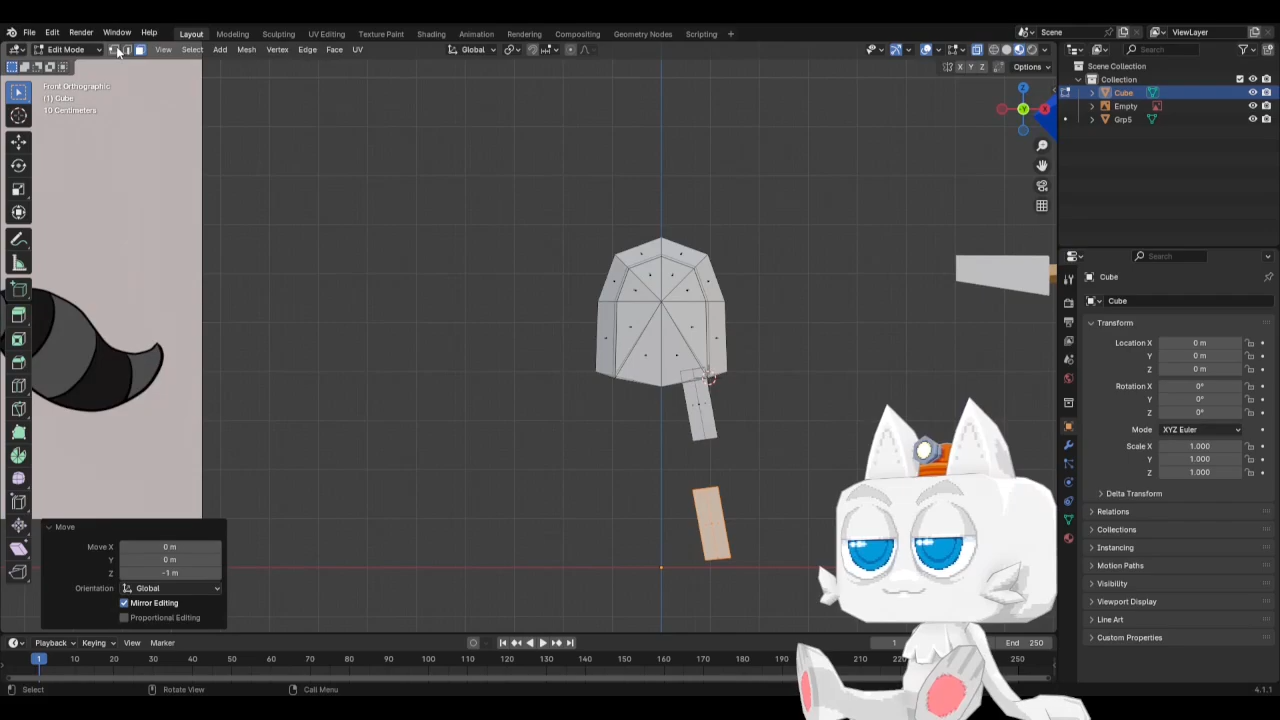 File Edit Render Window Help Layout Modeling Sculpting UV Editing Texture Paint Shading Animation Rendering Compositing Geometry Nodes Scripting + Scene ViewLayer
Edit Mode View Select Add Mesh Vertex Edge Face UV Global Search
X Y Z Options
Scene Collection
Collection
Cube
Empty
Grp5
Front Orthographic
(1) Cube
10 Centimeters
Z
Y
X
Search
Cube
Cube
Transform
Location X 0 m
Y 0 m
Z 0 m
Rotation X 0°
Y 0°
Z 0°
Mode XYZ Euler
Scale X 1.000
Y 1.000
Z 1.000
Delta Transform
Relations
Collections
Instancing
Motion Paths
Visibility
Viewport Display
Line Art
Custom Properties
Move
Move X 0 m
Y 0 m
Z -1 m
Orientation Global
Mirror Editing
Proportional Editing
Playback Keying View Marker 1 End 250
1 10 20 30 40 50 60 70 80 90 100 110 120 130 140 150 160 170 180 190 210 220 230 250
Select Rotate View Call Menu 4.1.1